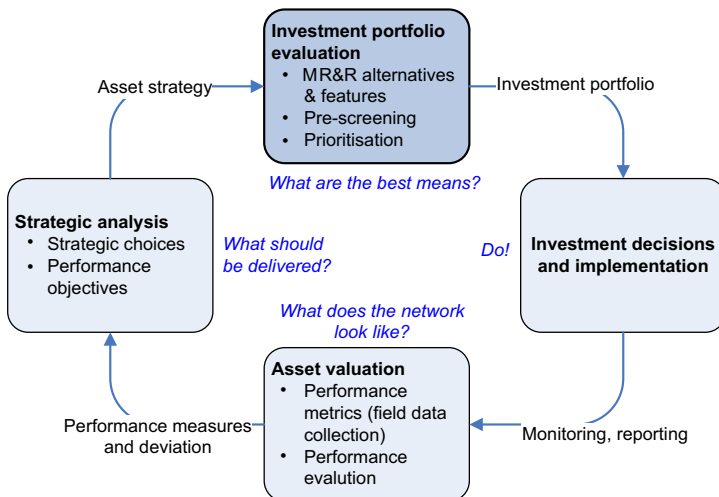 Investment portfolio
evaluation
• MR&R alternatives
& features
• Pre-screening
• Prioritisation
Asset strategy
Investment portfolio
What are the best means?
Strategic analysis
• Strategic choices
• Performance
objectives
What should
be delivered?
Do!
Investment decisions
and implementation
What does the network
look like?
Asset valuation
• Performance
metrics (field data
collection)
• Performance
evalution
Performance measures
and deviation
Monitoring, reporting